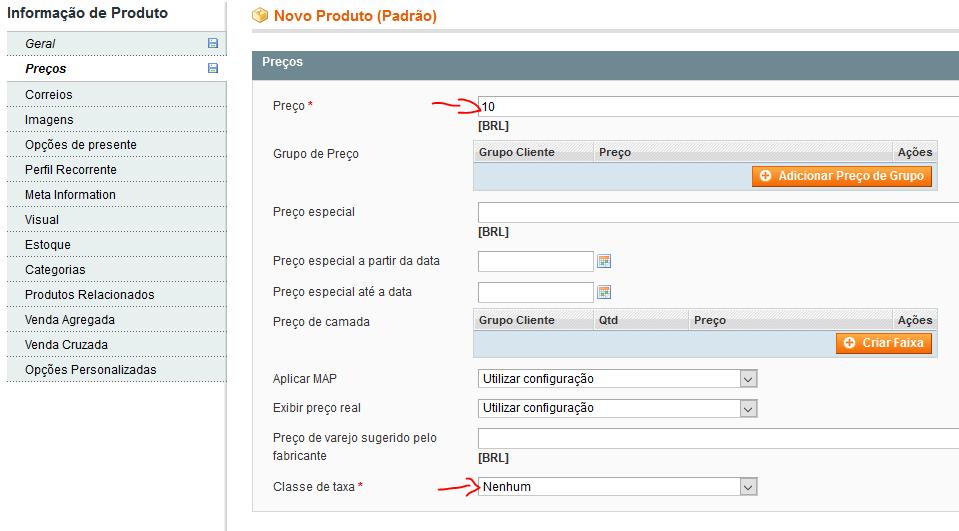 Informação de Produto
Geral
Preços
Correios
Imagens
Opções de presente
Perfil Recorrente
Meta Information
Visual
Estoque
Categorias
Produtos Relacionados
Venda Agregada
Venda Cruzada
Opções Personalizadas
Novo Produto (Padrão)
Preços
Preço * 10
[BRL]
Grupo de Preço
Grupo Cliente Preço Ações
Adicionar Preço de Grupo
Preço especial
[BRL]
Preço especial a partir da data
Preço especial até a data
Preço de camada
Grupo Cliente Qtd Preço Ações
Criar Faixa
Aplicar MAP Utilizar configuração
Exibir preço real Utilizar configuração
Preço de varejo sugerido pelo
fabricante
[BRL]
Classe de taxa * Nenhum